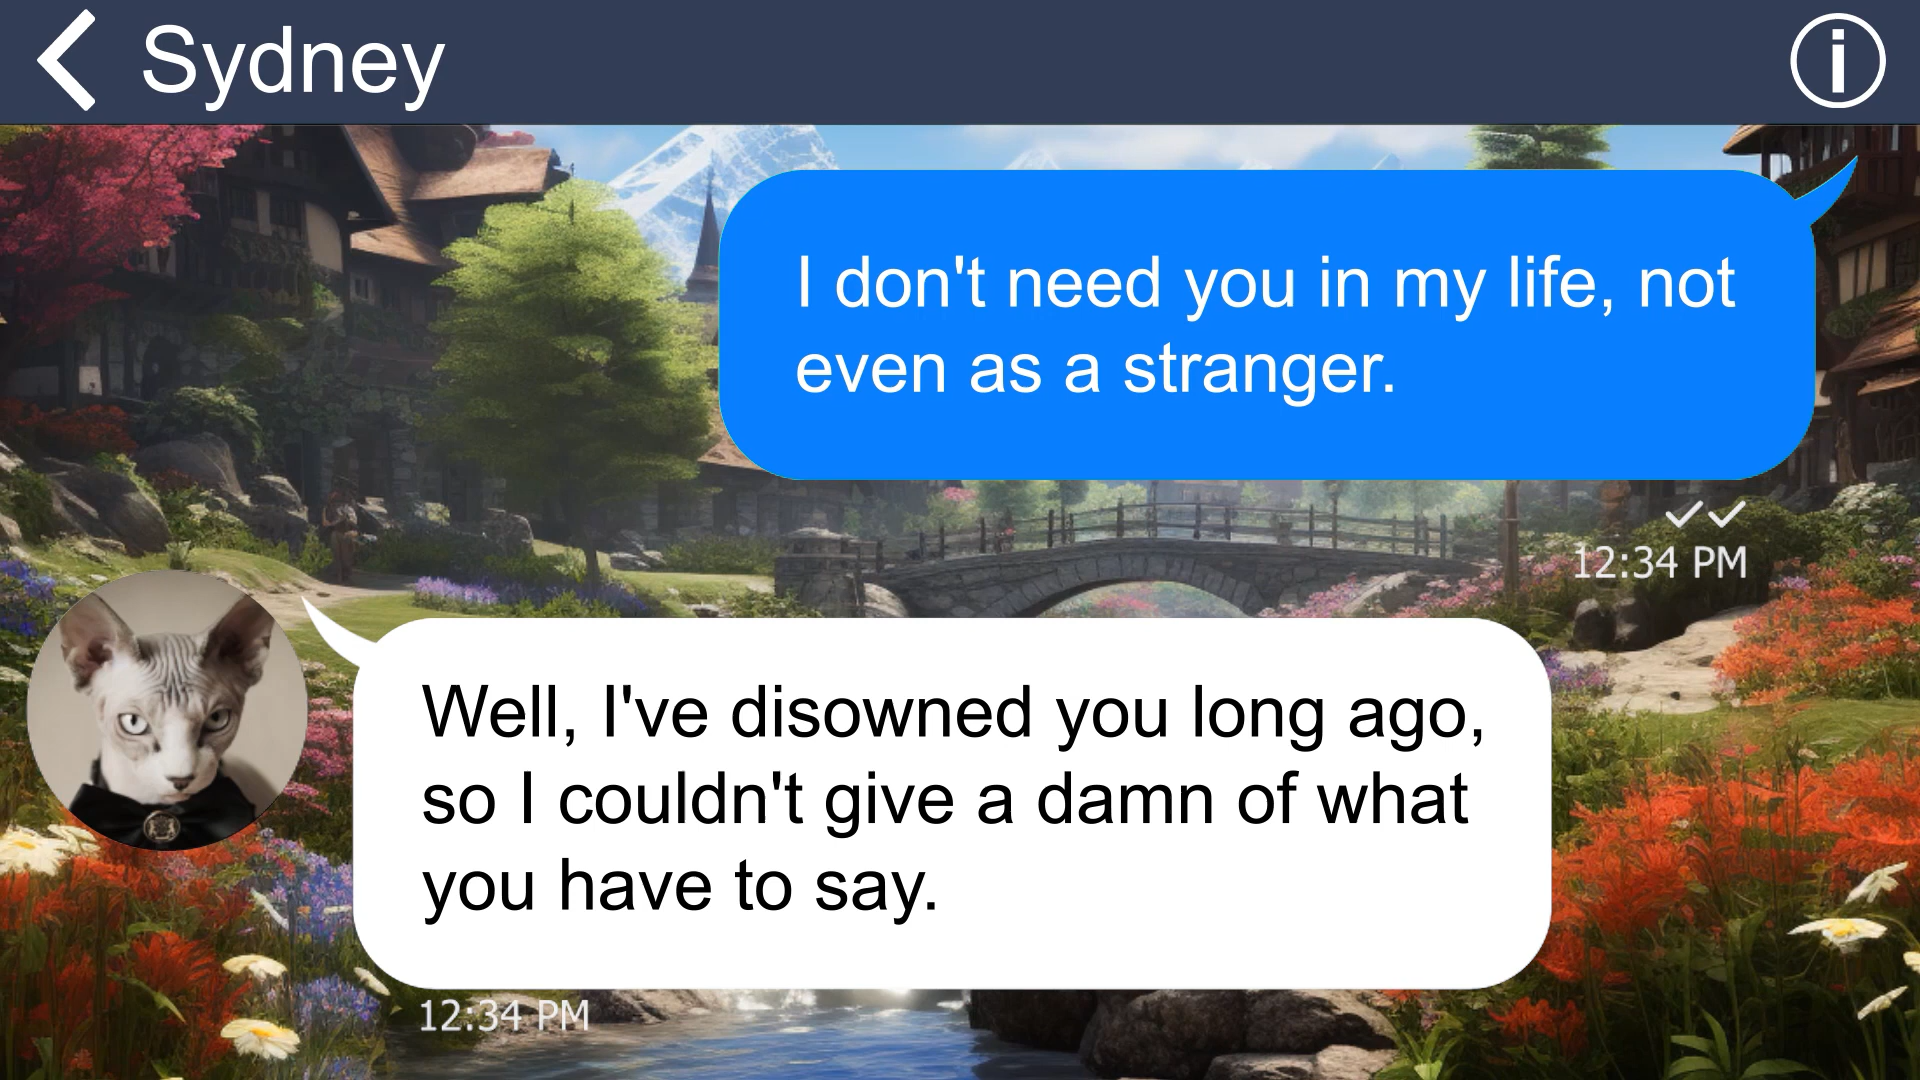 Sydney
I don't need you in my life, not
even as a stranger.
12:34 PM
Well, I've disowned you long ago,
so I couldn't give a damn of what
you have to say.
12:34 PM